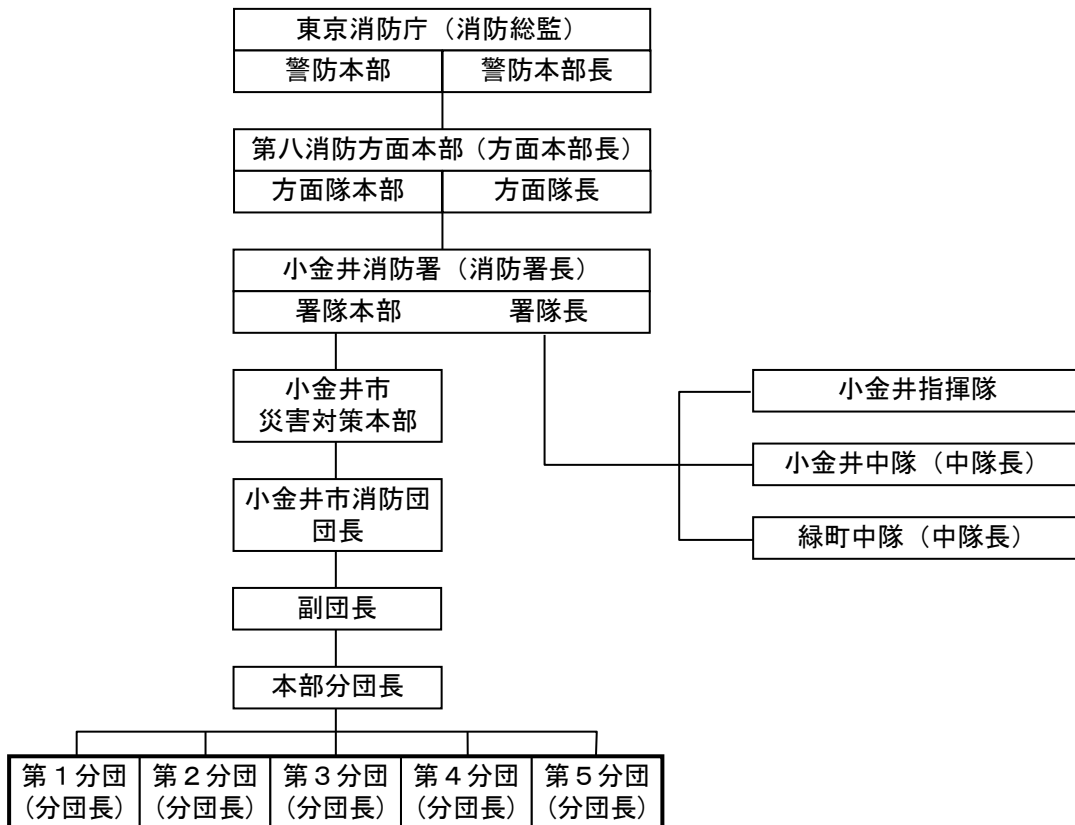 東京消防庁（消防総監）
警防本部 警防本部長
第八消防方面本部（方面本部長）
方面隊本部 方面隊長
小金井消防署（消防署長）
署隊本部 署隊長
小金井市
災害対策本部
小金井指揮隊
小金井中隊（中隊長）
緑町中隊（中隊長）
小金井市消防団
団長
副団長
本部分団長
第１分団 第２分団 第３分団 第４分団 第５分団
（分団長） （分団長） （分団長） （分団長） （分団長）